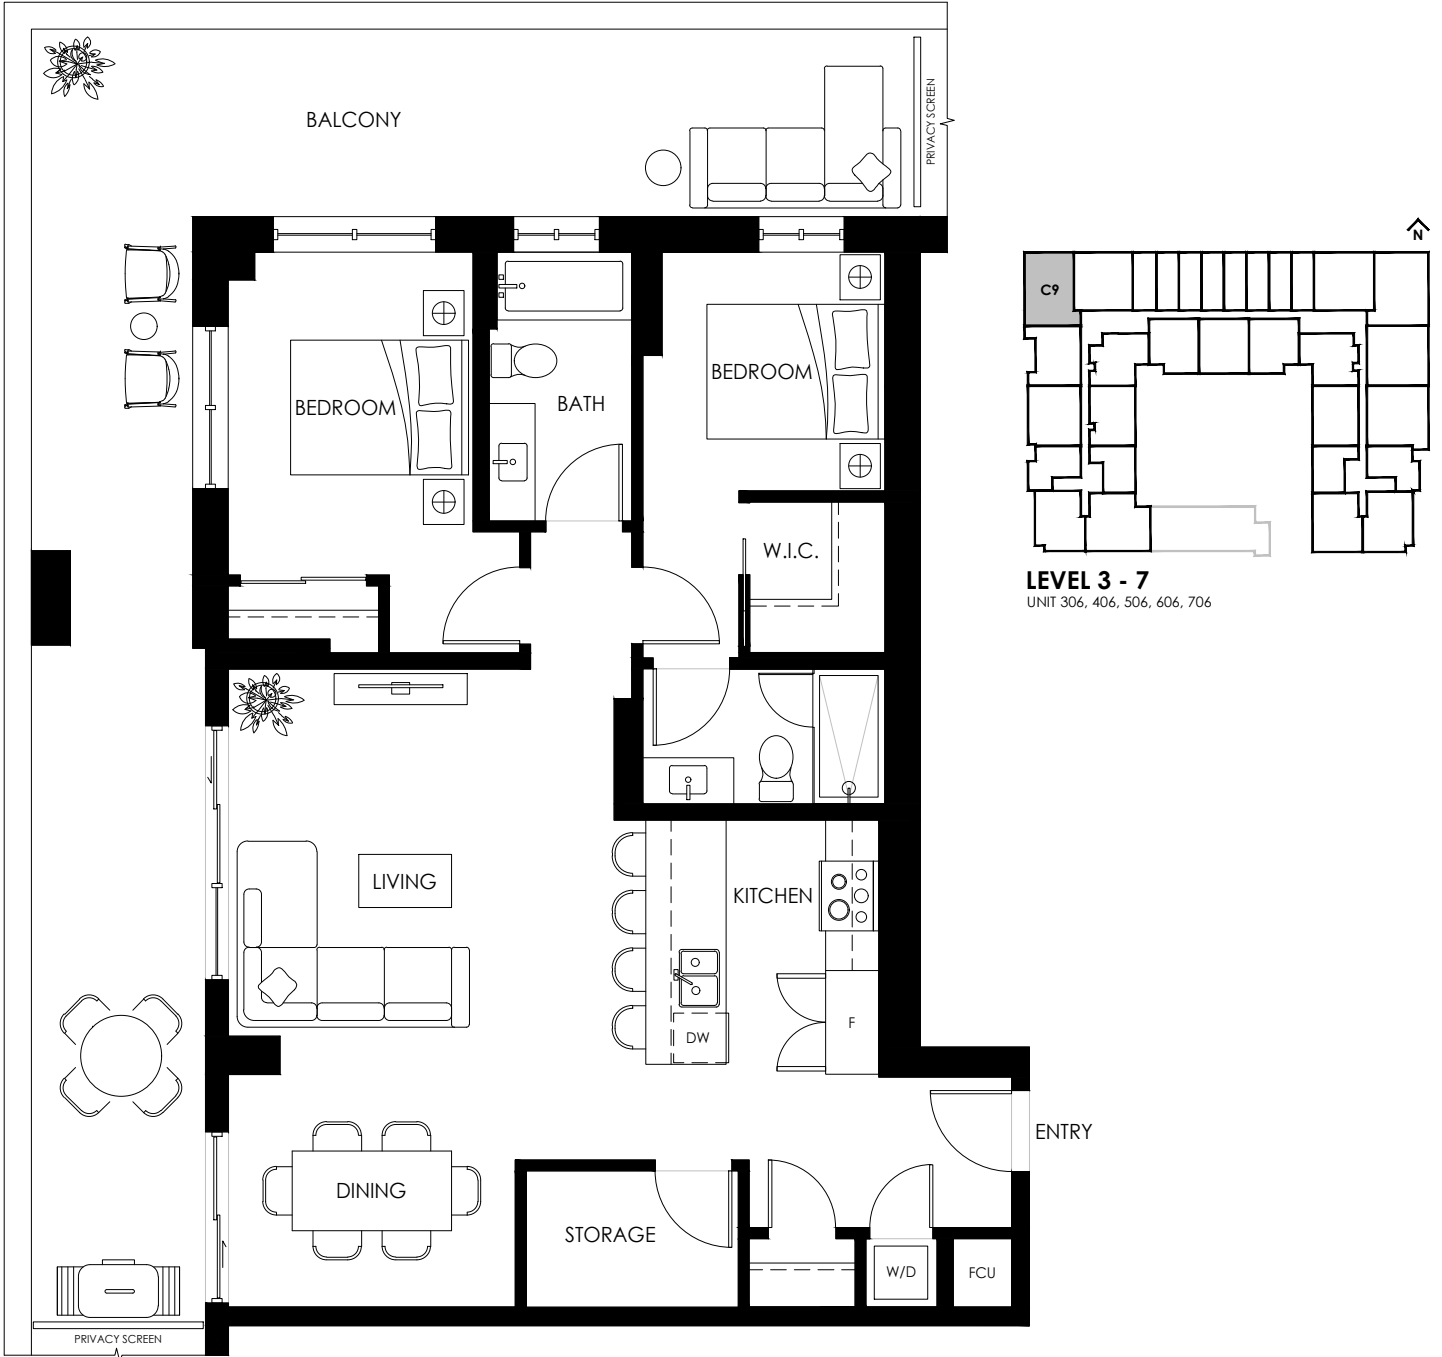 BALCONY
PRIVACY SCREEN
N
C9
BEDROOM
BEDROOM
BATH
W.I.C.
LEVEL 3 - 7
UNIT 306, 406, 506, 606, 706
LIVING
KITCHEN
F
DW
ENTRY
DINING
STORAGE
W/D
FCU
PRIVACY SCREEN